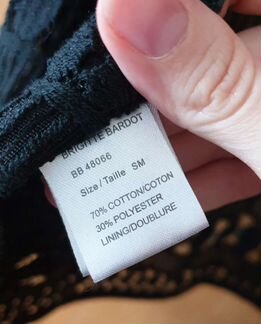 BRIGITTE BARDOT
BB 48066
Size / Taille SM
70% COTTON/COTON
30% POLYESTER
LINING/DOUBLURE